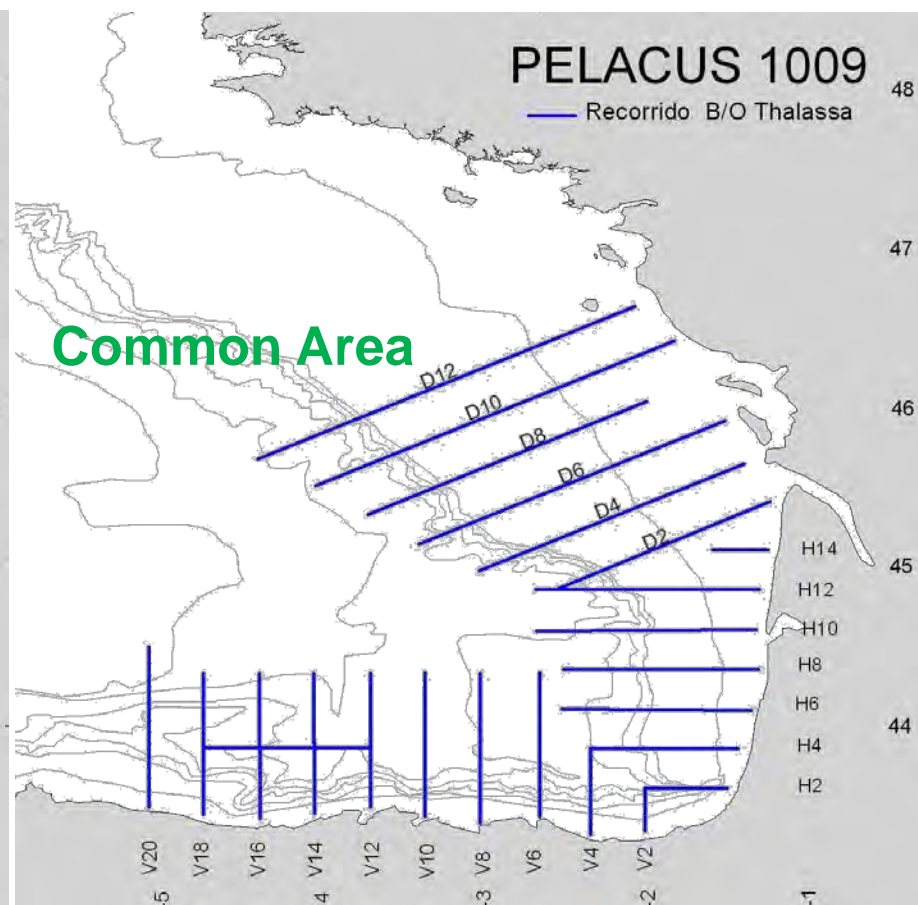 PELACUS 1009
Recorrido B/O Thalassa
48
47
Common Area
D12
D10
46
D8
D6
D4
D2
H14
45
H12
H10
H8
H6
44
H4
H2
V20
V18
V16
V14
V12
V10
V8
V6
V4
V2
-5
-4
-3
-2
-1